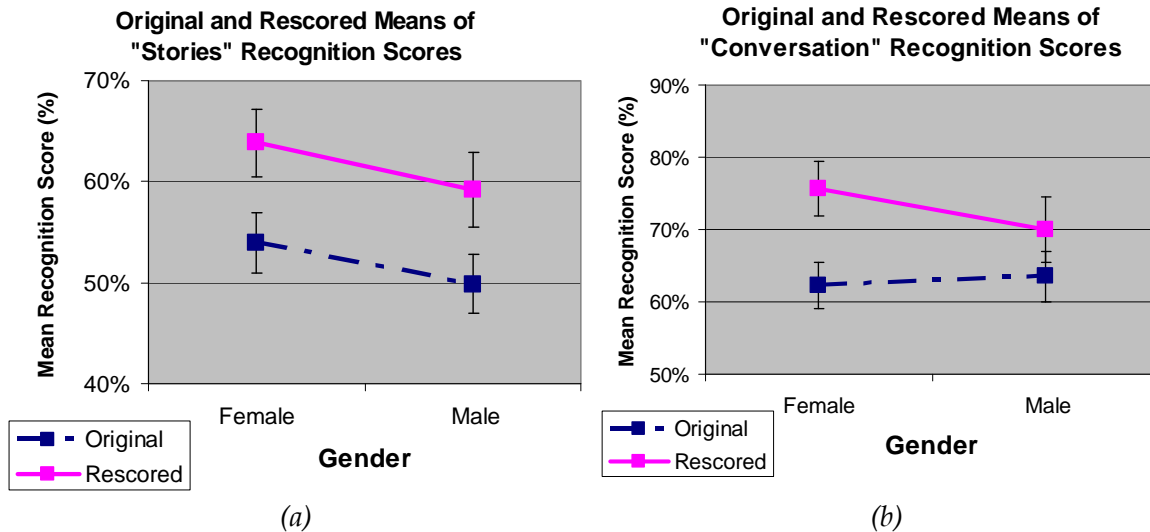 Original and Rescored Means of
"Stories" Recognition Scores
Mean Recognition Score (%)
70%
60%
50%
40%
Female
Male
Gender
Original
Rescored
(a)
Original and Rescored Means of
"Conversation" Recognition Scores
Mean Recognition Score (%)
90%
80%
70%
60%
50%
Female
Male
Gender
Original
Rescored
(b)